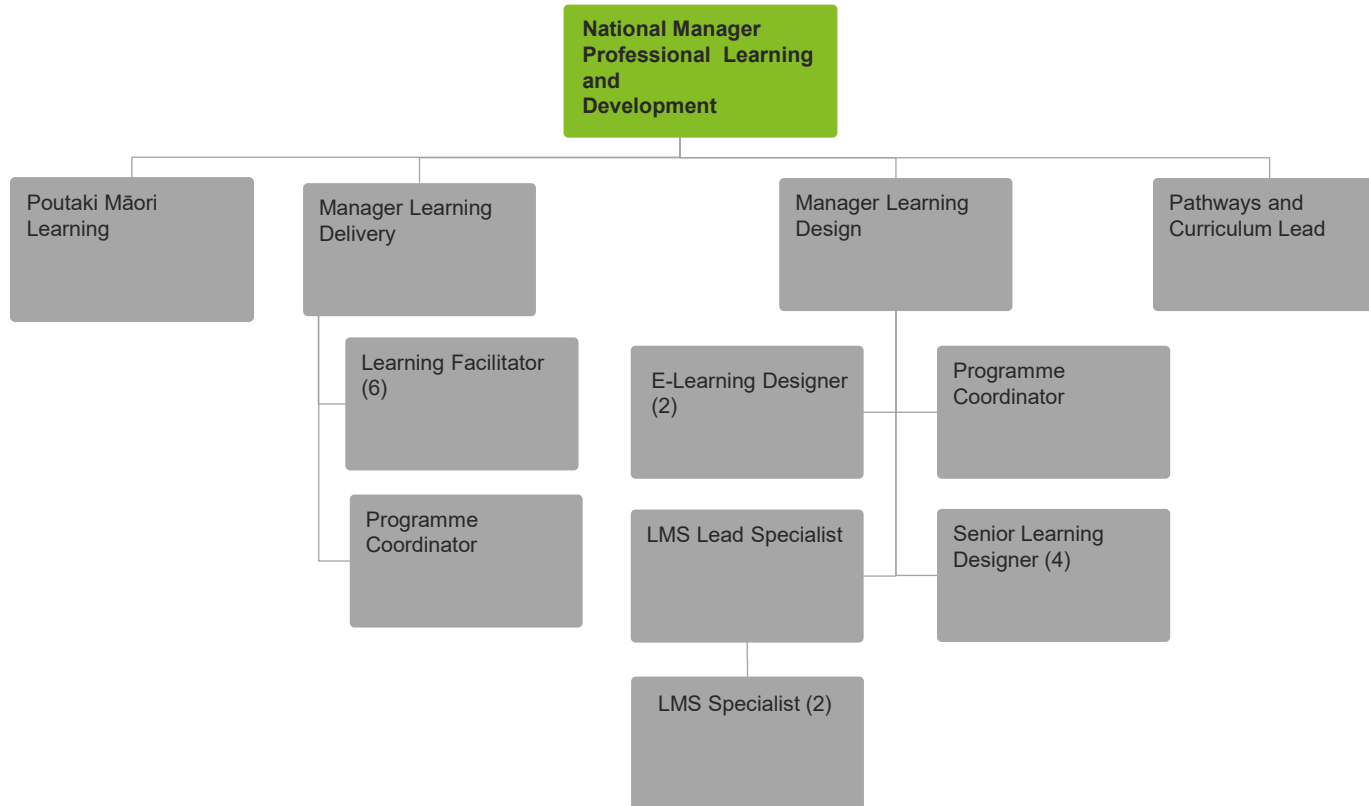 National Manager
Professional Learning
and
Development
Poutaki Māori
Learning
Manager Learning
Delivery
Manager Learning
Design
Pathways and
Curriculum Lead
Learning Facilitator
(6)
E-Learning Designer
(2)
Programme
Coordinator
Programme
Coordinator
LMS Lead Specialist
Senior Learning
Designer (4)
LMS Specialist (2)